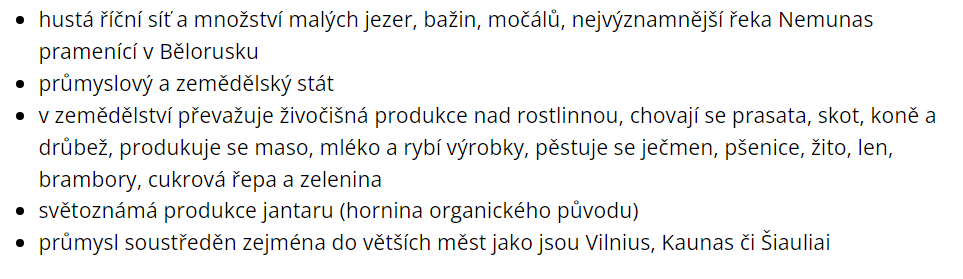 • hustá říční síť a množství malých jezer, bažin, močálů, nejvýznamnější řeka Nemunas
pramenící v Bělorusku
• průmyslový a zemědělský stát
• v zemědělství převažuje živočišná produkce nad rostlinnou, chovají se prasata, skot, koně a
drůbež, produkuje se maso, mléko a rybí výrobky, pěstuje se ječmen, pšenice, žito, len,
brambory, cukrová řepa a zelenina
• světoznámá produkce jantaru (hornina organického původu)
• průmysl soustředěn zejména do větších měst jako jsou Vilnius, Kaunas či Šiauliai